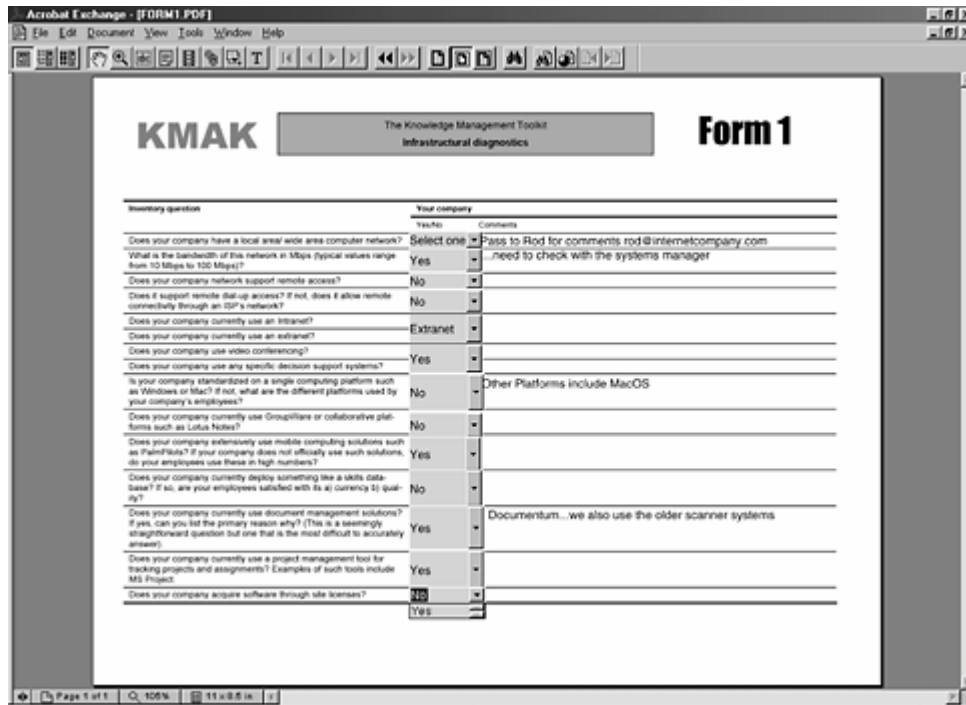 Acrobat Exchange - [FORM1.PDF]
File Edit Document View Tools Window Help
KMAK
The Knowledge Management Toolkit
Infrastructural diagnostics
Form 1
Inventory question
Your company
Yes/No
Comments
Does your company have a local area/ wide area computer network?
Select one
Pass to Rod for comments rod@internetcompany.com
What is the bandwidth of this network in Mbps (typical values range
from 10 Mbps to 100 Mbps)?
Yes
...need to check with the systems manager
Does your company network support remote access?
No
Does it support remote dial-up access? If not, does it allow remote
connectivity through an ISP's network?
No
Does your company currently use an Intranet?
Does your company currently use an extranet?
Extranet
Does your company use video conferencing?
Does your company use any specific decision support systems?
Yes
Is your company standardized on a single computing platform such
as Windows or Mac? If not, what are the different platforms used by
your company's employees?
No
Other Platforms include MacOS
Does your company currently use GroupWare or collaborative plat-
forms such as Lotus Notes?
No
Does your company extensively use mobile computing solutions such
as PalmPilots? If your company does not officially use such solutions,
do your employees use these in high numbers?
Yes
Does your company currently deploy something like a skills data-
base? If so, are your employees satisfied with its a) currency b) qual-
ity?
No
Does your company currently use document management solutions?
If yes, can you list the primary reason why? (This is a seemingly
straightforward question but one that is the most difficult to accurately
answer).
Yes
Documentum...we also use the older scanner systems
Does your company currently use a project management tool for
tracking projects and assignments? Examples of such tools include
MS Project
Yes
Does your company acquire software through site licenses?
No
Yes
Page 1 of 1
105%
11 x 8.5 in